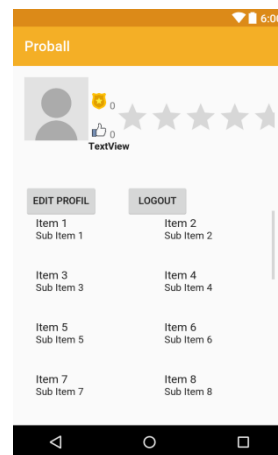 6:00
Proball
0
0
TextView
EDIT PROFIL LOGOUT
Item 1 Item 2
Sub Item 1 Sub Item 2
Item 3 Item 4
Sub Item 3 Sub Item 4
Item 5 Item 6
Sub Item 5 Sub Item 6
Item 7 Item 8
Sub Item 7 Sub Item 8